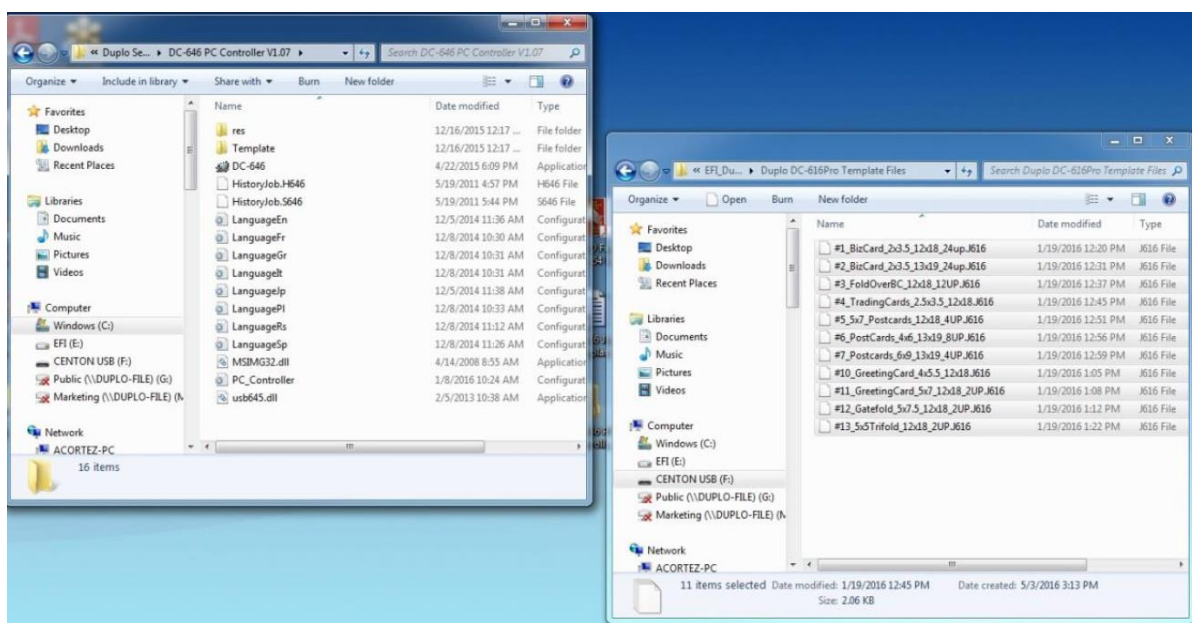 « Duplo Se... ▸ DC-646 PC Controller V1.07 ▸
Search DC-646 PC Controller V1.07
Organize Include in library Share with Burn New folder
Name Date modified Type
Favorites
Desktop
Downloads
Recent Places
Libraries
Documents
Music
Pictures
Videos
Computer
Windows (C:)
EFI (E:)
CENTON USB (F:)
Public (\\DUPLO-FILE) (G:)
Marketing (\\DUPLO-FILE) (M
Network
ACORTEZ-PC
res 12/16/2015 12:17 ... File folder
Template 12/16/2015 12:17 ... File folder
DC-646 4/22/2015 6:09 PM Application
HistoryJob.H646 5/19/2011 4:57 PM H646 File
HistoryJob.S646 5/19/2011 5:44 PM S646 File
LanguageEn 12/5/2014 11:36 AM Configurat
LanguageFr 12/8/2014 10:30 AM Configurat
LanguageGr 12/8/2014 10:31 AM Configurat
LanguageIt 12/8/2014 10:31 AM Configurat
LanguageJp 12/5/2014 11:38 AM Configurat
LanguagePl 12/8/2014 10:33 AM Configurat
LanguageRs 12/8/2014 11:12 AM Configurat
LanguageSp 12/8/2014 11:26 AM Configurat
MSIMG32.dll 4/14/2008 8:55 AM Application
PC_Controller 1/8/2016 10:24 AM Configurat
usb645.dll 2/5/2013 10:38 AM Application
16 items
« EFI_Du... ▸ Duplo DC-616Pro Template Files
Search Duplo DC-616Pro Template Files
Organize Open Burn New folder
Name Date modified Type
Favorites
Desktop
Downloads
Recent Places
Libraries
Documents
Music
Pictures
Videos
Computer
Windows (C:)
EFI (E:)
CENTON USB (F:)
Public (\\DUPLO-FILE) (G:)
Marketing (\\DUPLO-FILE) (M
Network
ACORTEZ-PC
#1_BizCard_2x3.5_12x18_24up.J616 1/19/2016 12:20 PM J616 File
#2_BizCard_2x3.5_13x19_24up.J616 1/19/2016 12:31 PM J616 File
#3_FoldOverBC_12x18_12UP.J616 1/19/2016 12:37 PM J616 File
#4_TradingCards_2.5x3.5_12x18.J616 1/19/2016 12:45 PM J616 File
#5_5x7_Postcards_12x18_4UP.J616 1/19/2016 12:51 PM J616 File
#6_PostCards_4x6_13x19_8UP.J616 1/19/2016 12:56 PM J616 File
#7_Postcards_6x9_13x19_4UP.J616 1/19/2016 12:59 PM J616 File
#10_GreetingCard_4x5.5_12x18.J616 1/19/2016 1:05 PM J616 File
#11_GreetingCard_5x7_12x18_2UP.J616 1/19/2016 1:08 PM J616 File
#12_Gatefold_5x7.5_12x18_2UP.J616 1/19/2016 1:12 PM J616 File
#13_5x5Trifold_12x18_2UP.J616 1/19/2016 1:22 PM J616 File
11 items selected Date modified: 1/19/2016 12:45 PM Date created: 5/3/2016 3:13 PM
Size: 2.06 KB